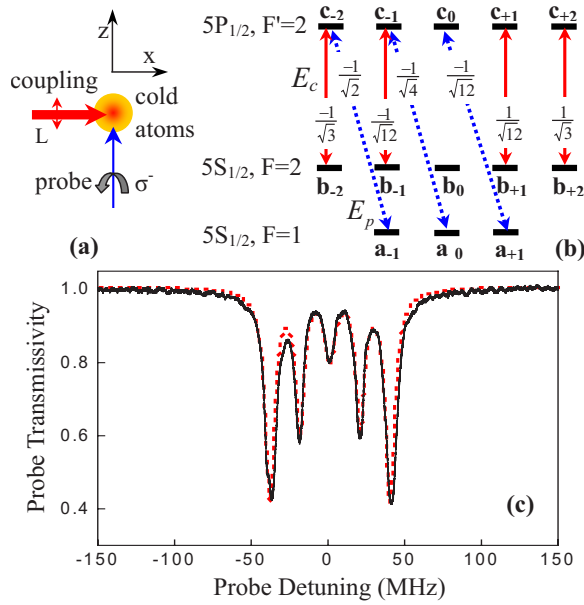 z
x
coupling
L
cold
atoms
probe
σ⁻
(a)
5P1/2, F'=2
c-2 c-1 c0 c+1 c+2
Ec
-1/√2 -1/√4 -1/√12
-1/√3 -1/√12 1/√12 1/√3
5S1/2, F=2
b-2 b-1 b0 b+1 b+2
Ep
5S1/2, F=1
a-1 a0 a+1
(b)
Probe Transmissivity
1.0
0.8
0.6
0.4
(c)
-150 -100 -50 0 50 100 150
Probe Detuning (MHz)